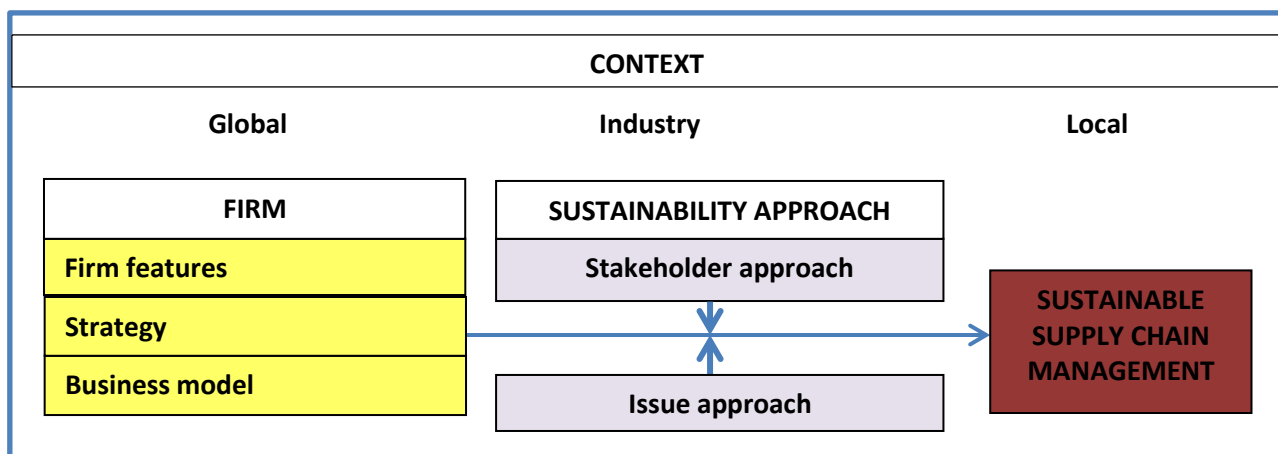 CONTEXT
Global
Industry
Local
FIRM
Firm features
Strategy
Business model
SUSTAINABILITY APPROACH
Stakeholder approach
Issue approach
SUSTAINABLE
SUPPLY CHAIN
MANAGEMENT